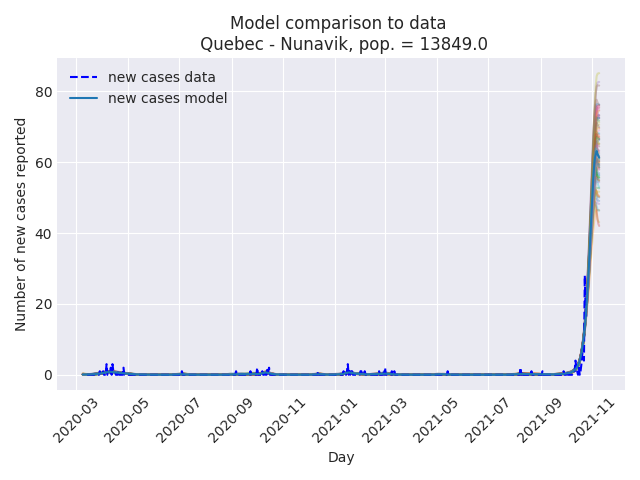 Model comparison to data
Quebec - Nunavik, pop. = 13849.0
new cases data
new cases model
Number of new cases reported
80
60
40
20
0
2020-03
2020-05
2020-07
2020-09
2020-11
2021-01
2021-03
2021-05
2021-07
2021-09
2021-11
Day